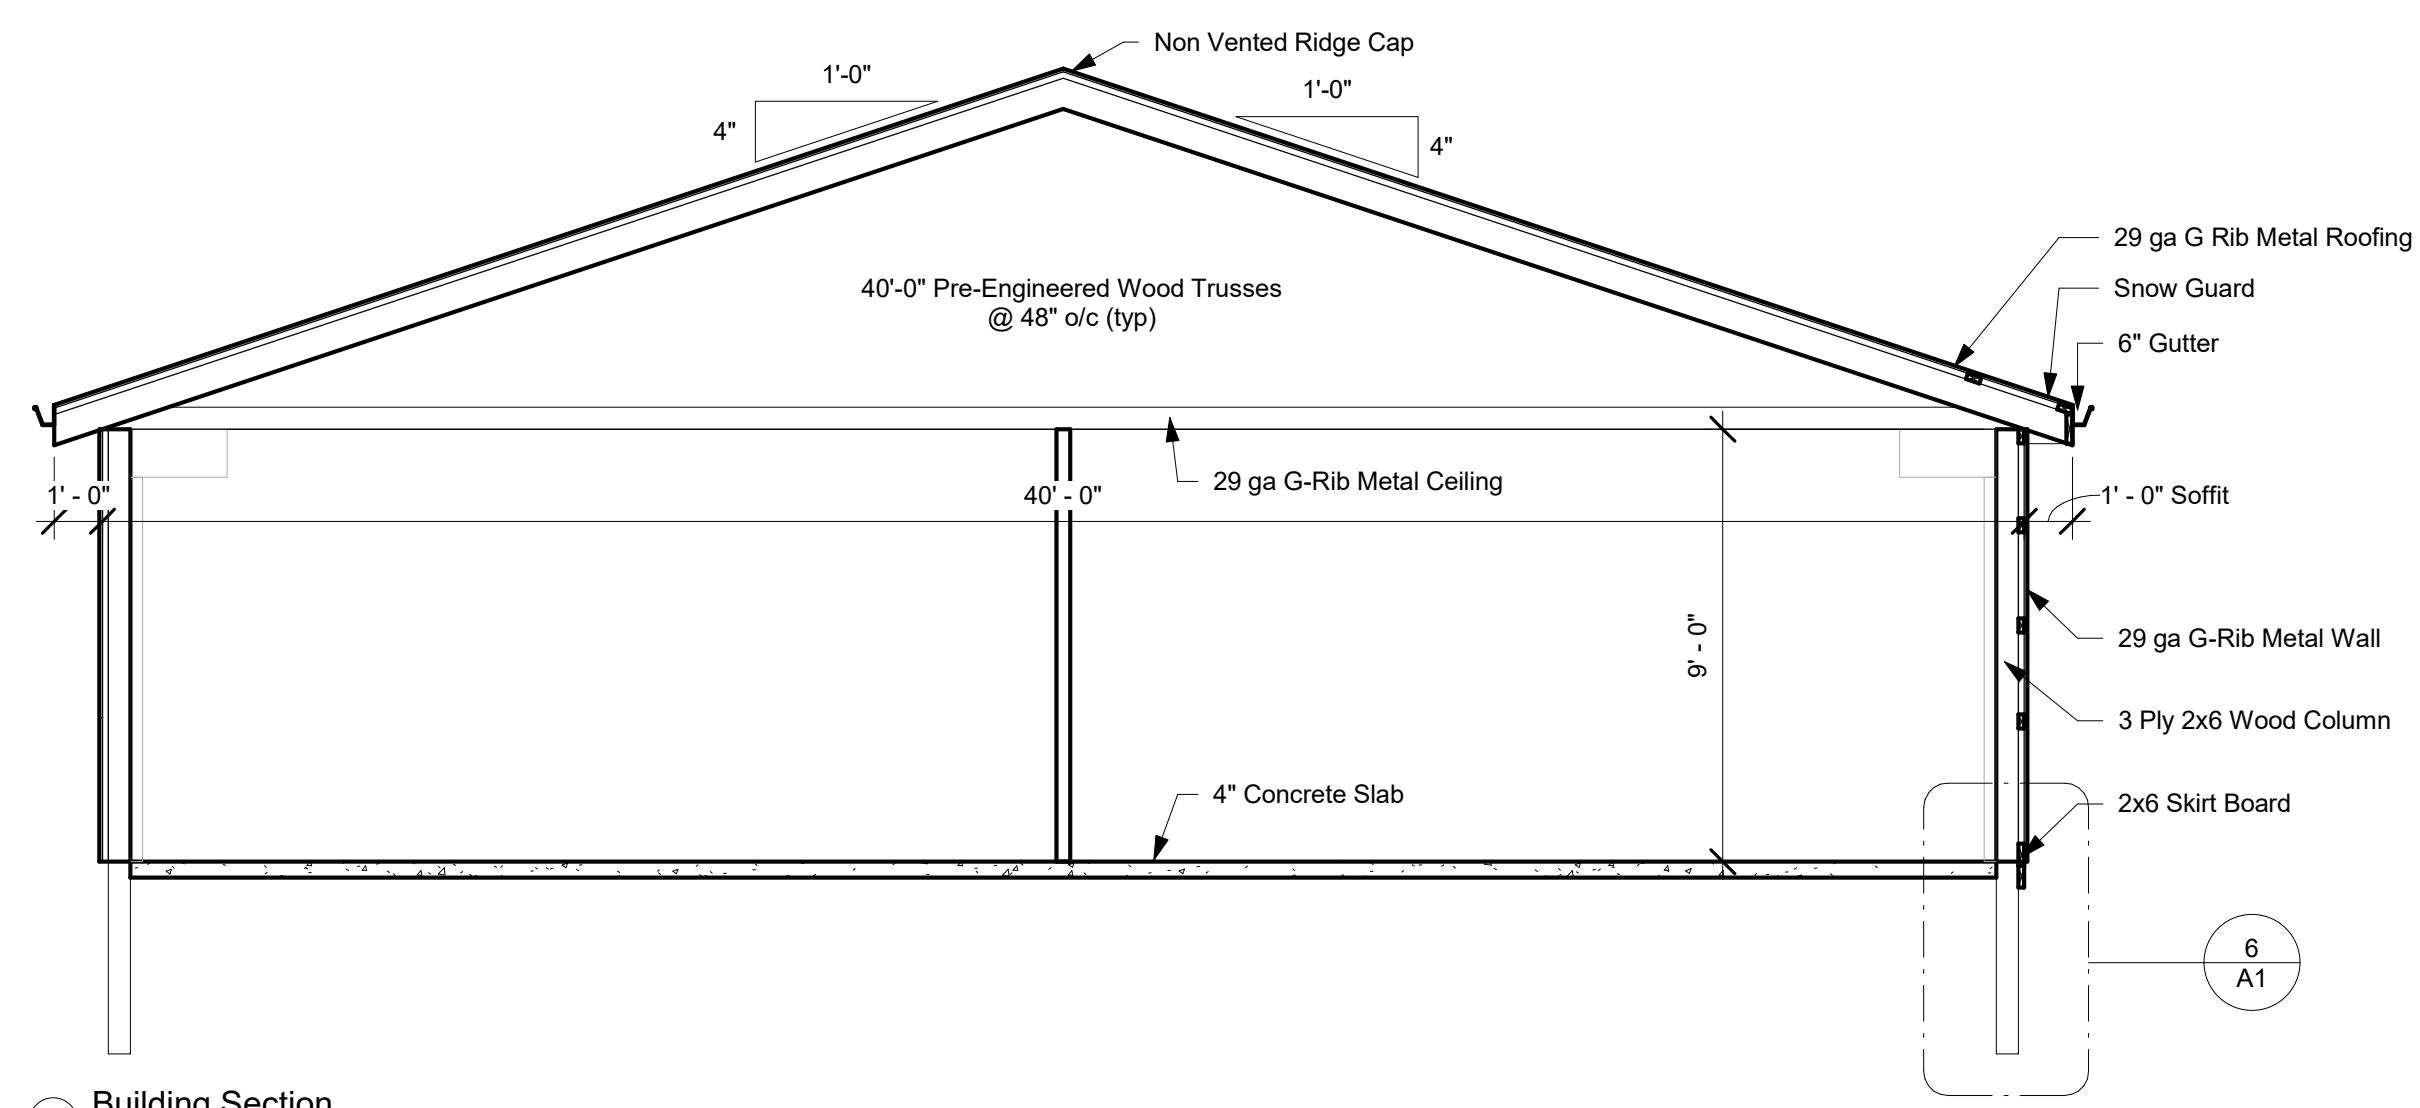 Non Vented Ridge Cap
1'-0"
1'-0"
4"
4"
29 ga G Rib Metal Roofing
Snow Guard
6" Gutter
40'-0" Pre-Engineered Wood Trusses
@ 48" o/c (typ)
29 ga G-Rib Metal Ceiling
1' - 0"
40' - 0"
1' - 0" Soffit
9' - 0"
29 ga G-Rib Metal Wall
3 Ply 2x6 Wood Column
4" Concrete Slab
2x6 Skirt Board
6
A1
Building Section